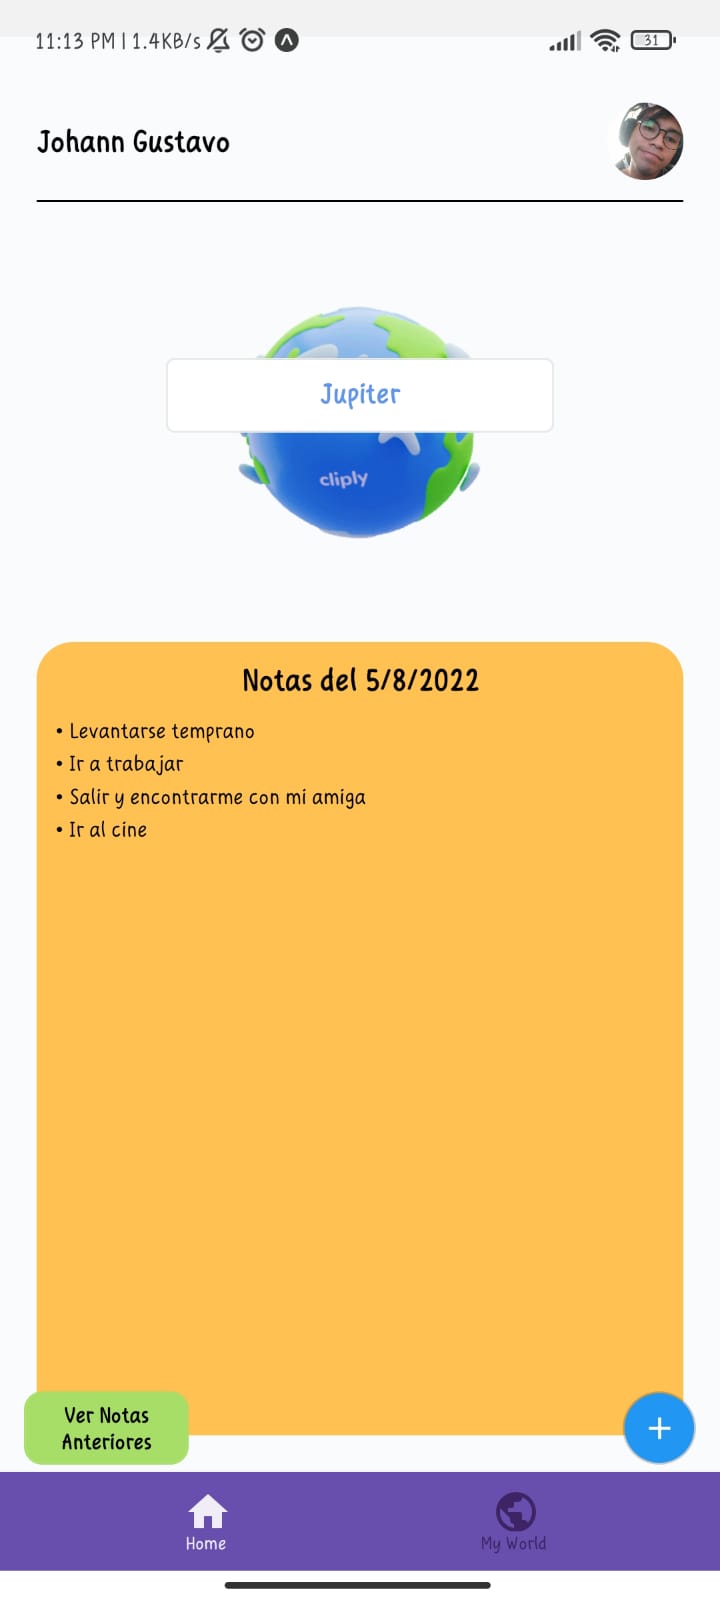 11:13 PM | 1.4KB/s
31
Johann Gustavo
Jupiter
cliply
Notas del 5/8/2022
• Levantarse temprano
• Ir a trabajar
• Salir y encontrarme con mi amiga
• Ir al cine
Ver Notas
Anteriores
+
Home
My World